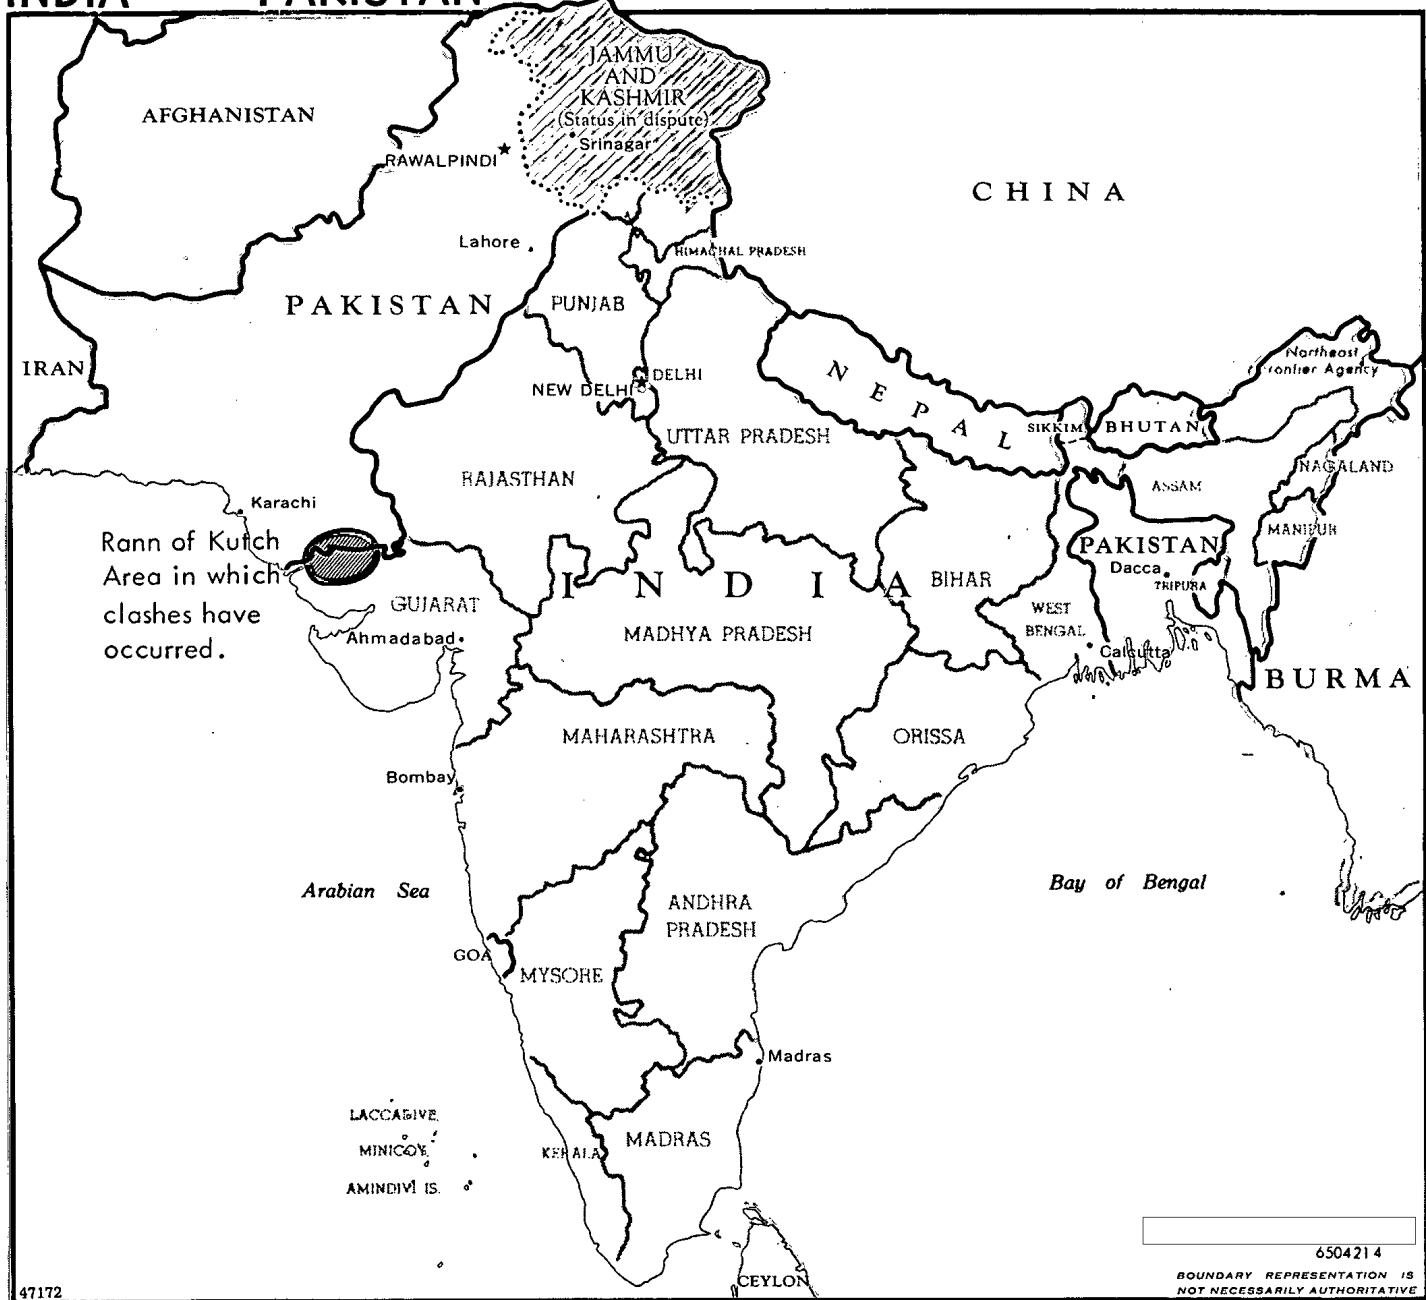 INDIA PAKISTAN
JAMMU
AND
KASHMIR
(Status in dispute)
Srinagar
AFGHANISTAN
RAWALPINDI
CHINA
Lahore
HIMACHAL PRADESH
PAKISTAN
PUNJAB
IRAN
Northeast
Frontier Agency
DELHI
NEW DELHI
NEPAL
SIKKIM
BHUTAN
UTTAR PRADESH
NAGALAND
RAJASTHAN
ASSAM
Karachi
MANIPUR
Rann of Kutch
Area in which
clashes have
occurred.
PAKISTAN
Dacca
TRIPURA
INDIA
BIHAR
GUJARAT
WEST
BENGAL
Ahmadabad
MADHYA PRADESH
Calcutta
BURMA
MAHARASHTRA
ORISSA
Bombay
Arabian Sea
Bay of Bengal
ANDHRA
PRADESH
GOA
MYSORE
Madras
LACCADIVE
MINICOY
AMINDIVI IS.
KERALA
MADRAS
CEYLON
6504214
BOUNDARY REPRESENTATION IS
NOT NECESSARILY AUTHORITATIVE
47172